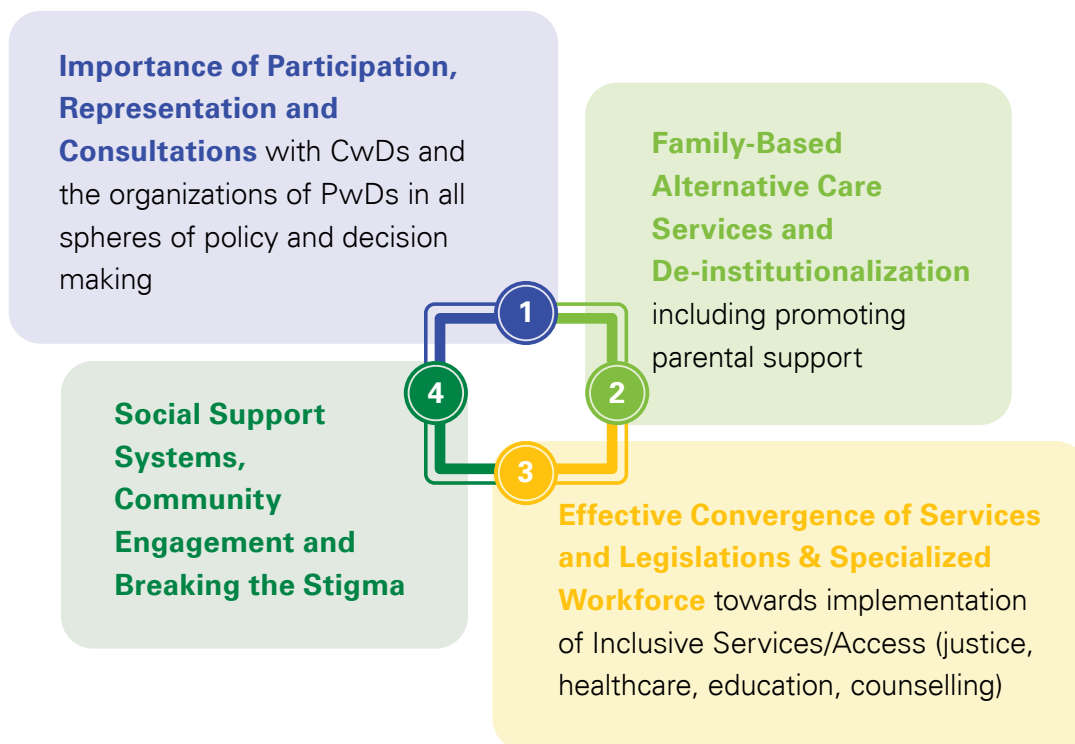 Importance of Participation,
Representation and
Consultations with CwDs and
the organizations of PwDs in all
spheres of policy and decision
making
1
Family-Based
Alternative Care
Services and
De-institutionalization
including promoting
parental support
2
Effective Convergence of Services
and Legislations & Specialized
Workforce towards implementation
of Inclusive Services/Access (justice,
healthcare, education, counselling)
3
Social Support
Systems,
Community
Engagement and
Breaking the Stigma
4